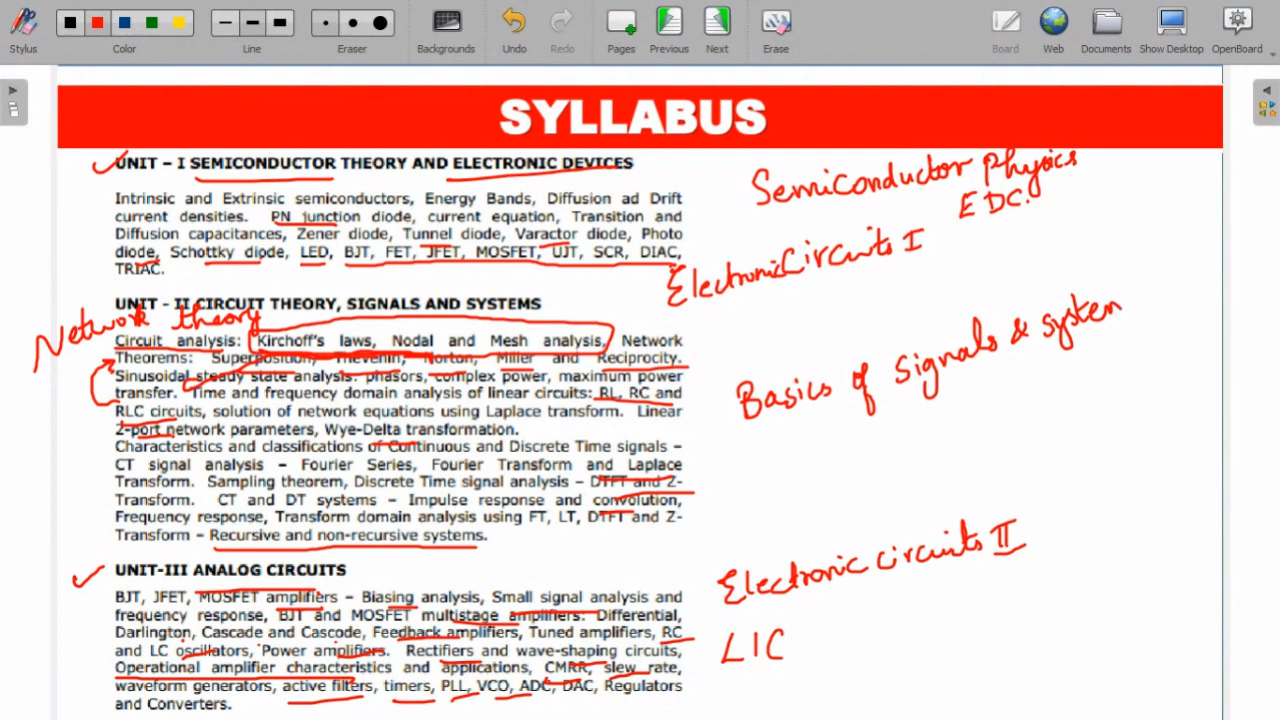 Stylus
Color
Line
Eraser
Backgrounds
Undo
Redo
Pages
Previous
Next
Erase
Board
Web
Documents
Show Desktop
OpenBoard
SYLLABUS
UNIT – I SEMICONDUCTOR THEORY AND ELECTRONIC DEVICES
Intrinsic and Extrinsic semiconductors, Energy Bands, Diffusion ad Drift
current densities. PN junction diode, current equation, Transition and
Diffusion capacitances, Zener diode, Tunnel diode, Varactor diode, Photo
diode, Schottky diode, LED, BJT, FET, JFET, MOSFET, UJT, SCR, DIAC,
TRIAC.
Semiconductor physics
EDC.
Electronic Circuits I
UNIT - II CIRCUIT THEORY, SIGNALS AND SYSTEMS
Network theory
Circuit analysis: Kirchoff's laws, Nodal and Mesh analysis, Network
Theorems: Superposition, Thevenin, Norton, Miller and Reciprocity.
Sinusoidal steady state analysis: phasors, complex power, maximum power
transfer. Time and frequency domain analysis of linear circuits: RL, RC and
RLC circuits, solution of network equations using Laplace transform. Linear
2-port network parameters, Wye-Delta transformation.
Characteristics and classifications of Continuous and Discrete Time signals –
CT signal analysis – Fourier Series, Fourier Transform and Laplace
Transform. Sampling theorem, Discrete Time signal analysis – DTFT and Z-
Transform. CT and DT systems – Impulse response and convolution,
Frequency response, Transform domain analysis using FT, LT, DTFT and Z-
Transform – Recursive and non-recursive systems.
Basics of signals & system
UNIT-III ANALOG CIRCUITS
BJT, JFET, MOSFET amplifiers – Biasing analysis, Small signal analysis and
frequency response, BJT and MOSFET multistage amplifiers: Differential,
Darlington, Cascade and Cascode, Feedback amplifiers, Tuned amplifiers, RC
and LC oscillators, Power amplifiers. Rectifiers and wave-shaping circuits,
Operational amplifier characteristics and applications, CMRR, slew rate,
waveform generators, active filters, timers, PLL, VCO, ADC, DAC, Regulators
and Converters.
Electronic circuits II
LIC